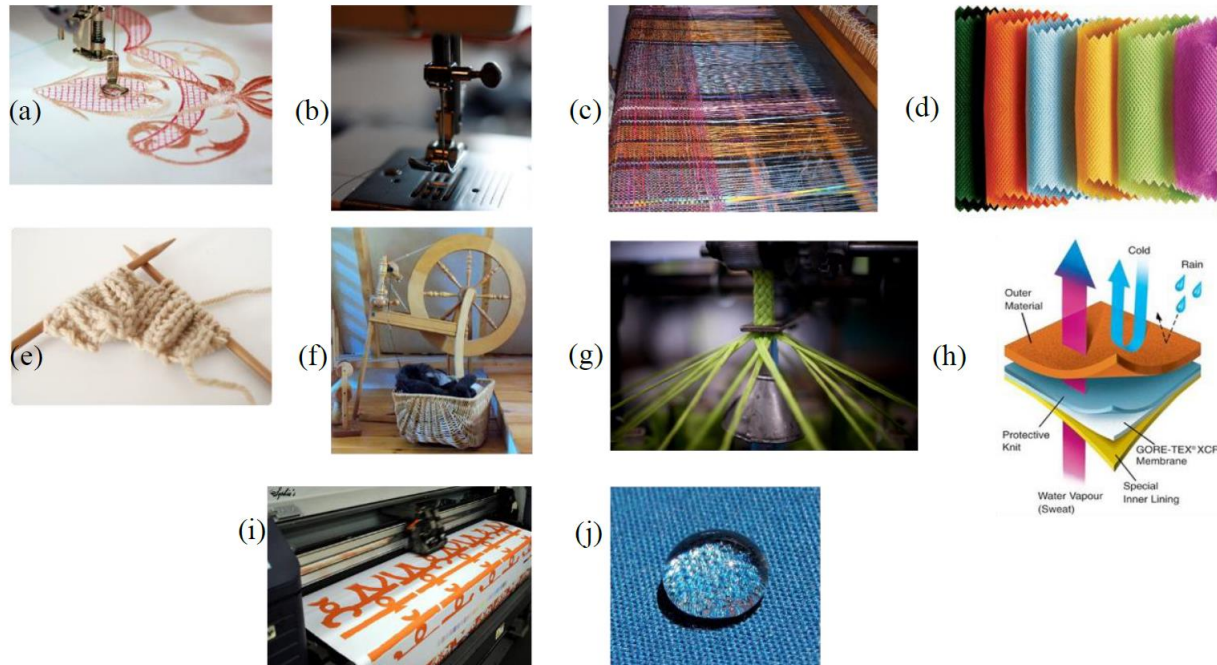 (a)
(b)
(c)
(d)
(e)
(f)
(g)
(h)
Cold
Rain
Outer
Material
Protective
Knit
GORE-TEX® XCR
Membrane
Special
Inner Lining
Water Vapour
(Sweat)
(i)
(j)